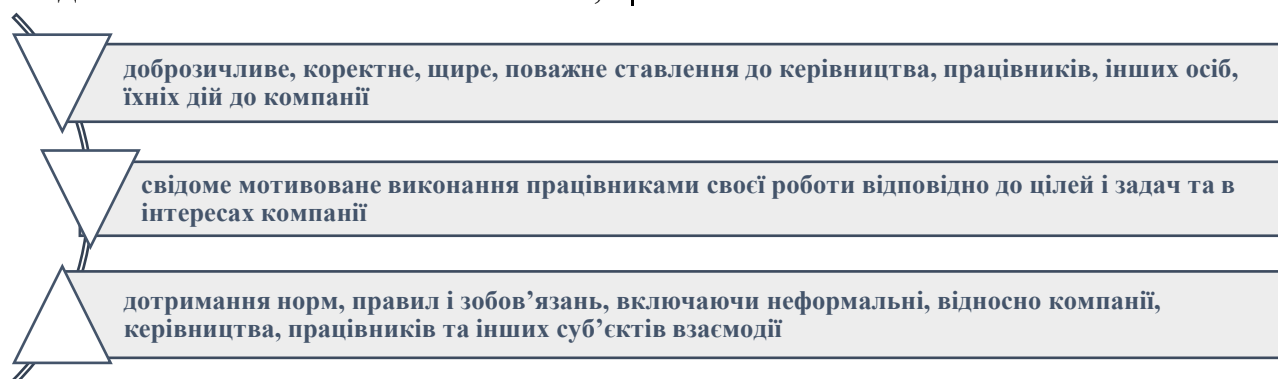 доброзичливе, коректне, щире, поважне ставлення до керівництва, працівників, інших осіб,
їхніх дій до компанії
свідоме мотивоване виконання працівниками своєї роботи відповідно до цілей і задач та в
інтересах компанії
дотримання норм, правил і зобов’язань, включаючи неформальні, відносно компанії,
керівництва, працівників та інших суб’єктів взаємодії